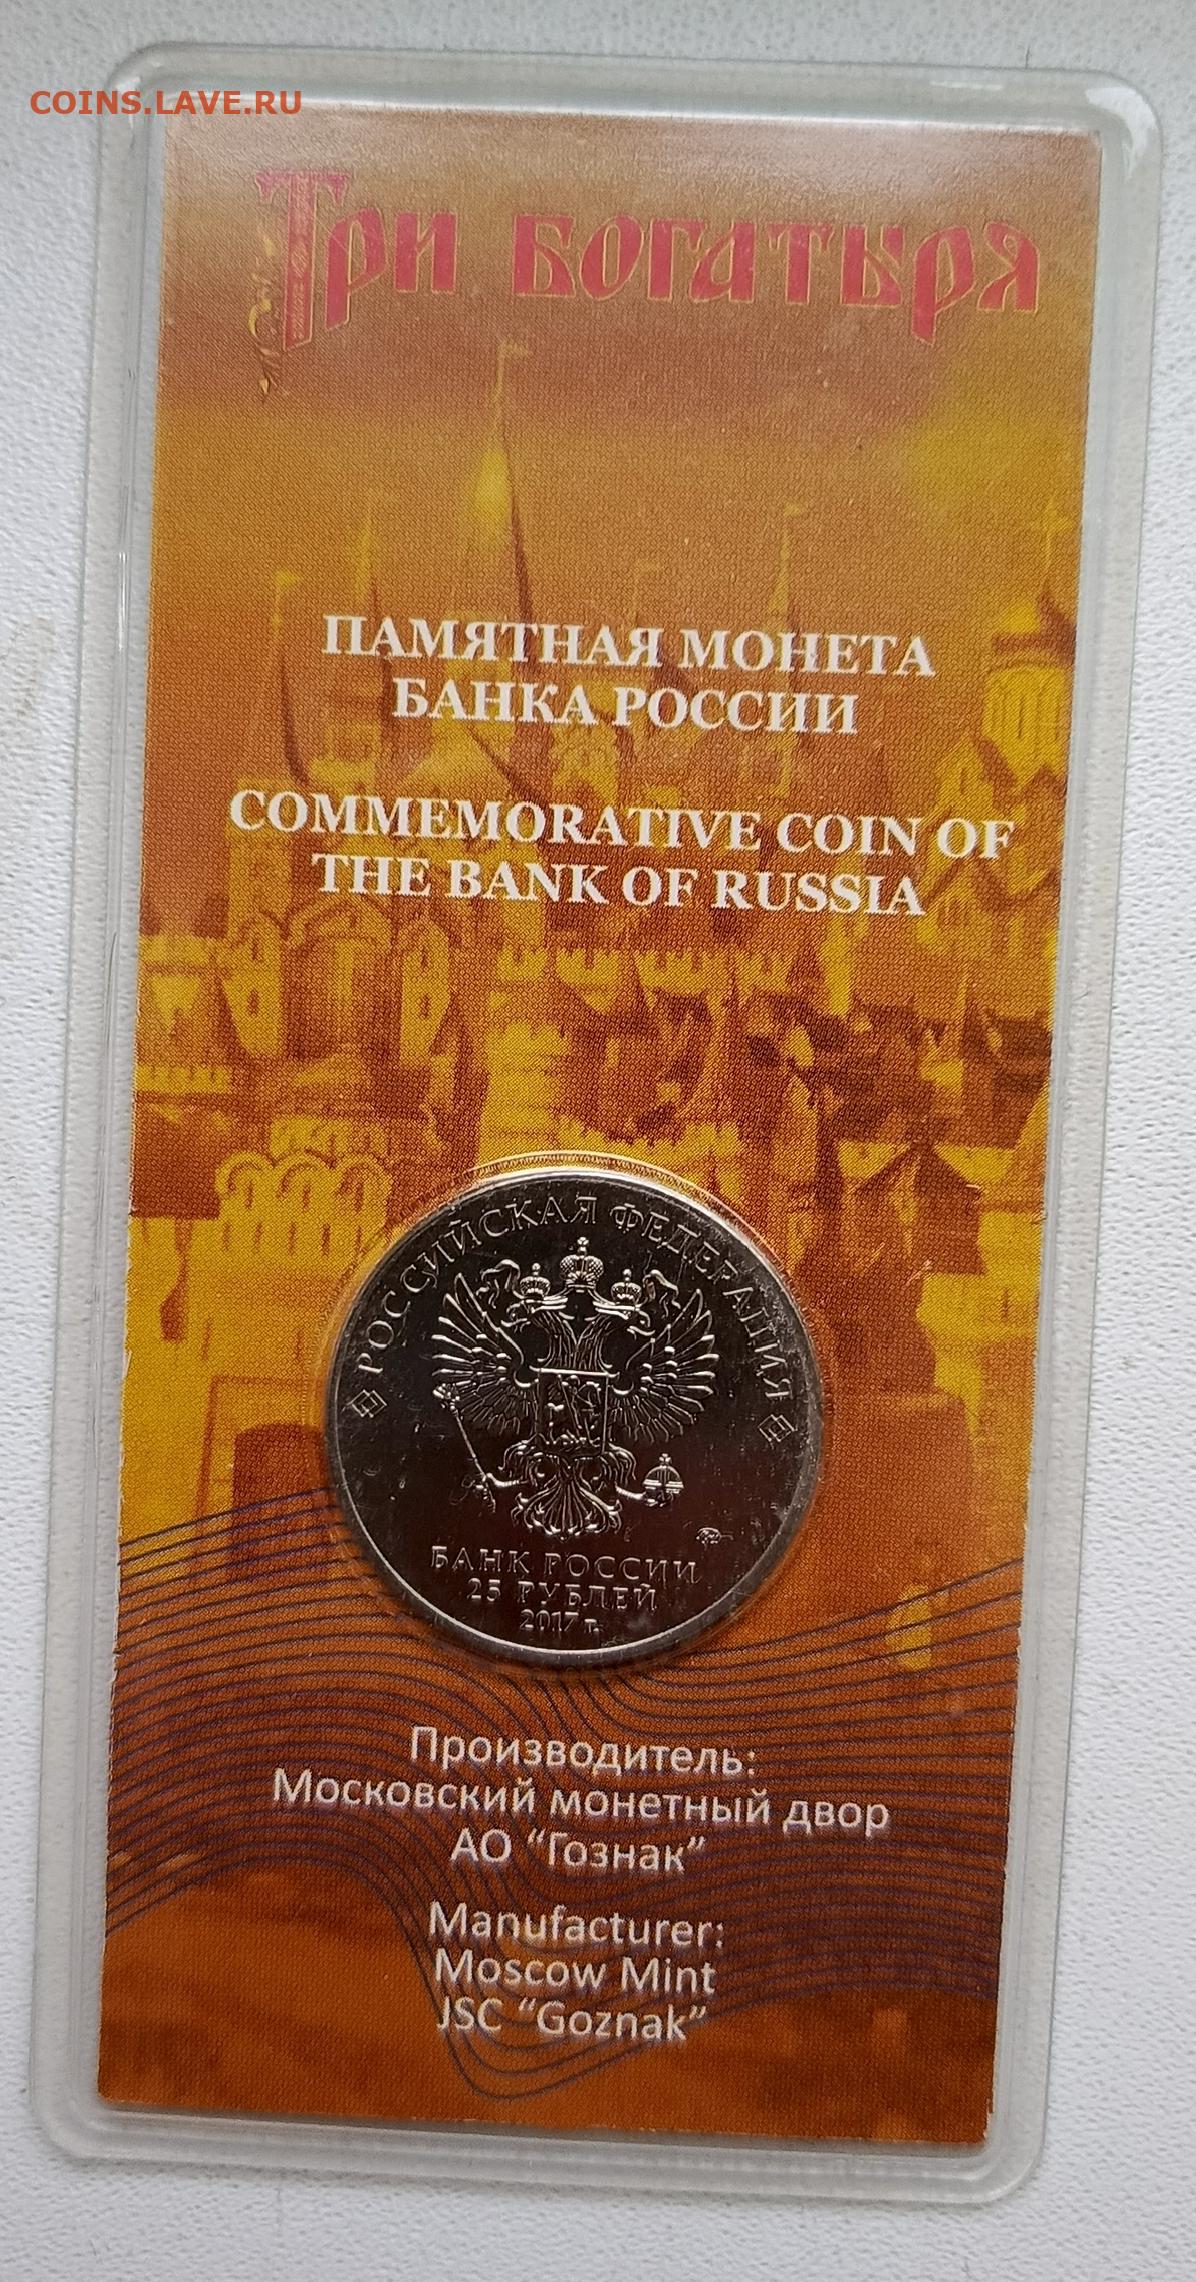 COINS.LAVE.RU
Три богатыря
ПАМЯТНАЯ МОНЕТА
БАНКА РОССИИ
COMMEMORATIVE COIN OF
THE BANK OF RUSSIA
РОССИЙСКАЯ ФЕДЕРАЦИЯ
БАНК РОССИИ
25 РУБЛЕЙ
2017 г.
Производитель:
Московский монетный двор
АО “Гознак”
Manufacturer:
Moscow Mint
JSC “Goznak”